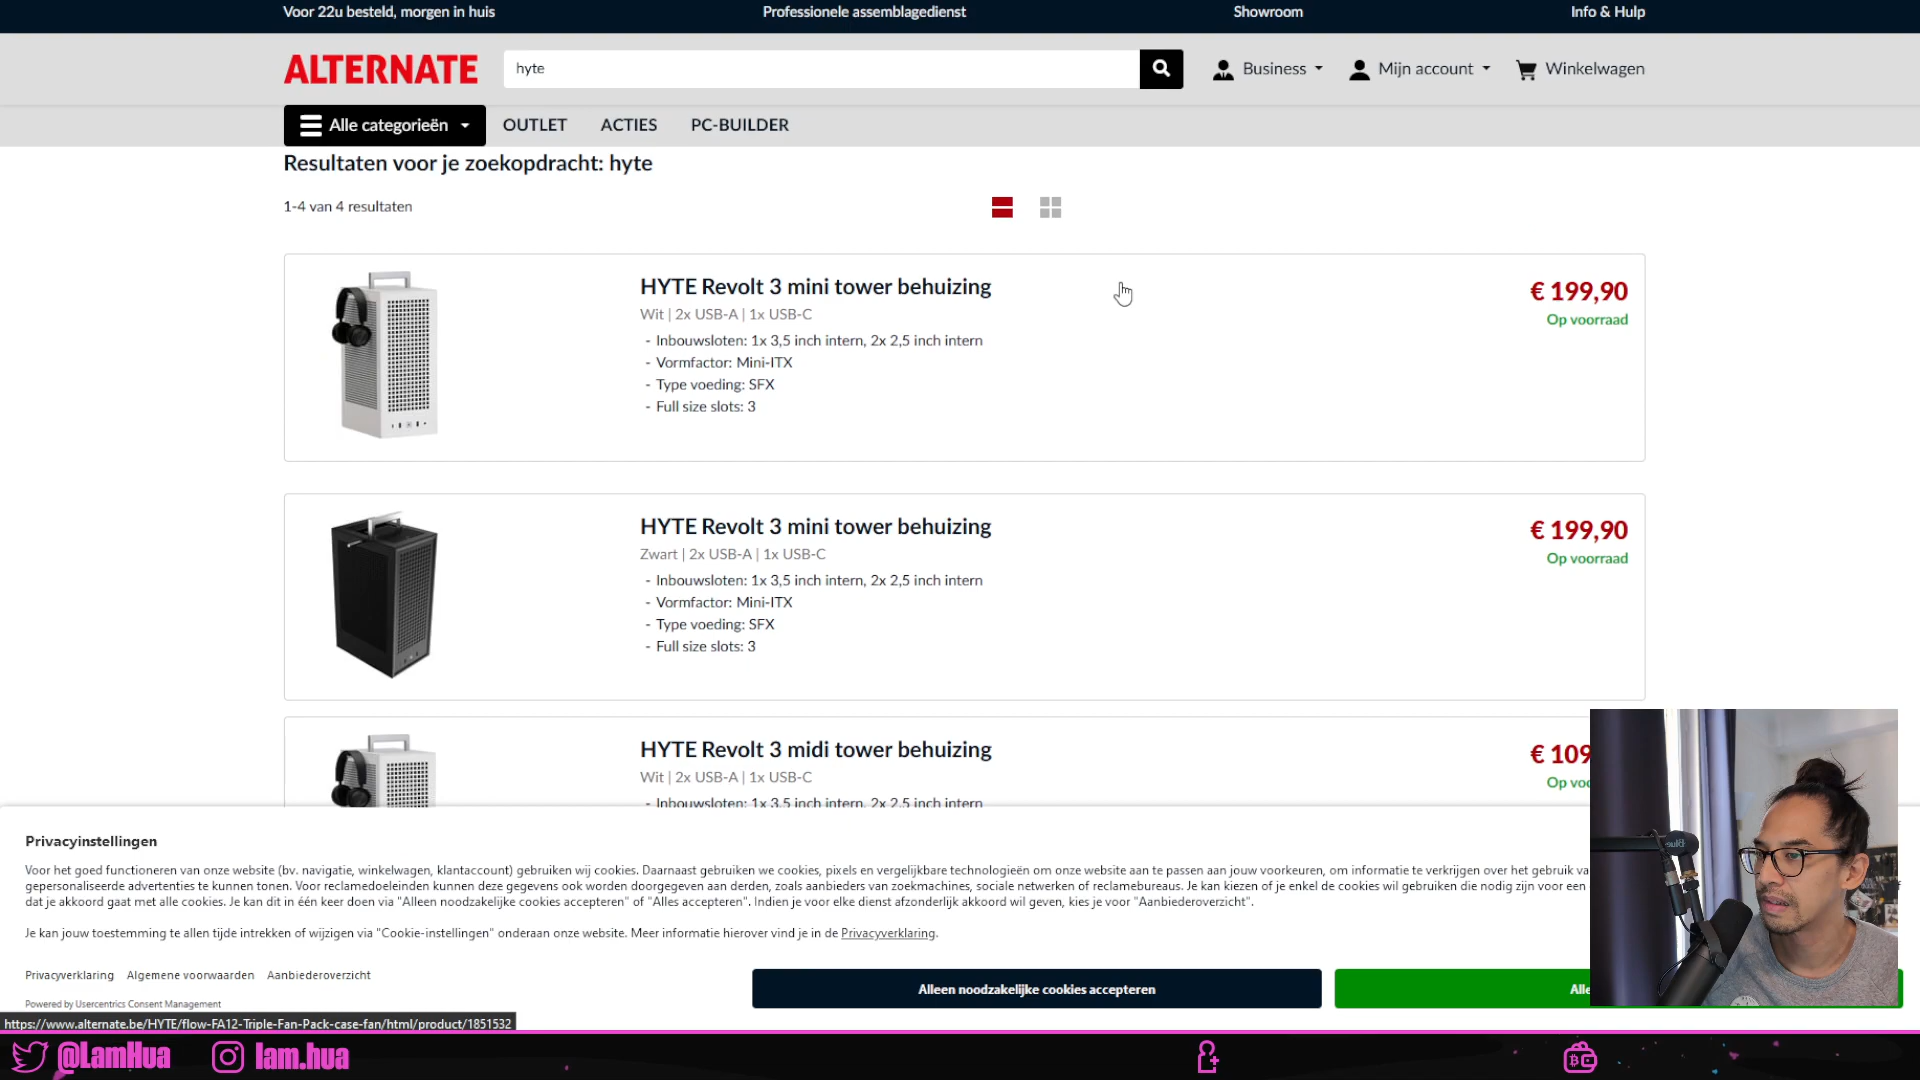 Voor 22u besteld, morgen in huis
Professionele assemblagedienst
Showroom
Info & Hulp
ALTERNATE
hyte
Business
Mijn account
Winkelwagen
Alle categorieën
OUTLET
ACTIES
PC-BUILDER
Resultaten voor je zoekopdracht: hyte
1-4 van 4 resultaten
HYTE Revolt 3 mini tower behuizing
€ 199,90
Wit | 2x USB-A | 1x USB-C
Op voorraad
- Inbouwsloten: 1x 3,5 inch intern, 2x 2,5 inch intern
- Vormfactor: Mini-ITX
- Type voeding: SFX
- Full size slots: 3
HYTE Revolt 3 mini tower behuizing
€ 199,90
Zwart | 2x USB-A | 1x USB-C
Op voorraad
- Inbouwsloten: 1x 3,5 inch intern, 2x 2,5 inch intern
- Vormfactor: Mini-ITX
- Type voeding: SFX
- Full size slots: 3
HYTE Revolt 3 midi tower behuizing
€ 109
Wit | 2x USB-A | 1x USB-C
Op voo
- Inbouwsloten: 1x 3,5 inch intern, 2x 2,5 inch intern
Privacyinstellingen
Voor het goed functioneren van onze website (bv. navigatie, winkelwagen, klantaccount) gebruiken wij cookies. Daarnaast gebruiken we cookies, pixels en vergelijkbare technologieën om onze website aan te passen aan jouw voorkeuren, om informatie te verkrijgen over het gebruik va
gepersonaliseerde advertenties te kunnen tonen. Voor reclamedoeleinden kunnen deze gegevens ook worden doorgegeven aan derden, zoals aanbieders van zoekmachines, sociale netwerken of reclamebureaus. Je kan kiezen of je enkel de cookies wil gebruiken die nodig zijn voor een
dat je akkoord gaat met alle cookies. Je kan dit in één keer doen via "Alleen noodzakelijke cookies accepteren" of "Alles accepteren". Indien je voor elke dienst afzonderlijk akkoord wil geven, kies je voor "Aanbiederoverzicht".
Je kan jouw toestemming te allen tijde intrekken of wijzigen via "Cookie-instellingen" onderaan onze website. Meer informatie hierover vind je in de Privacyverklaring.
Privacyverklaring
Algemene voorwaarden
Aanbiederoverzicht
Alleen noodzakelijke cookies accepteren
Alle
Powered by Usercentrics Consent Management
https://www.alternate.be/HYTE/flow-FA12-Triple-Fan-Pack-case-fan/html/product/1851532
Blue
@LamHua
lam.hua